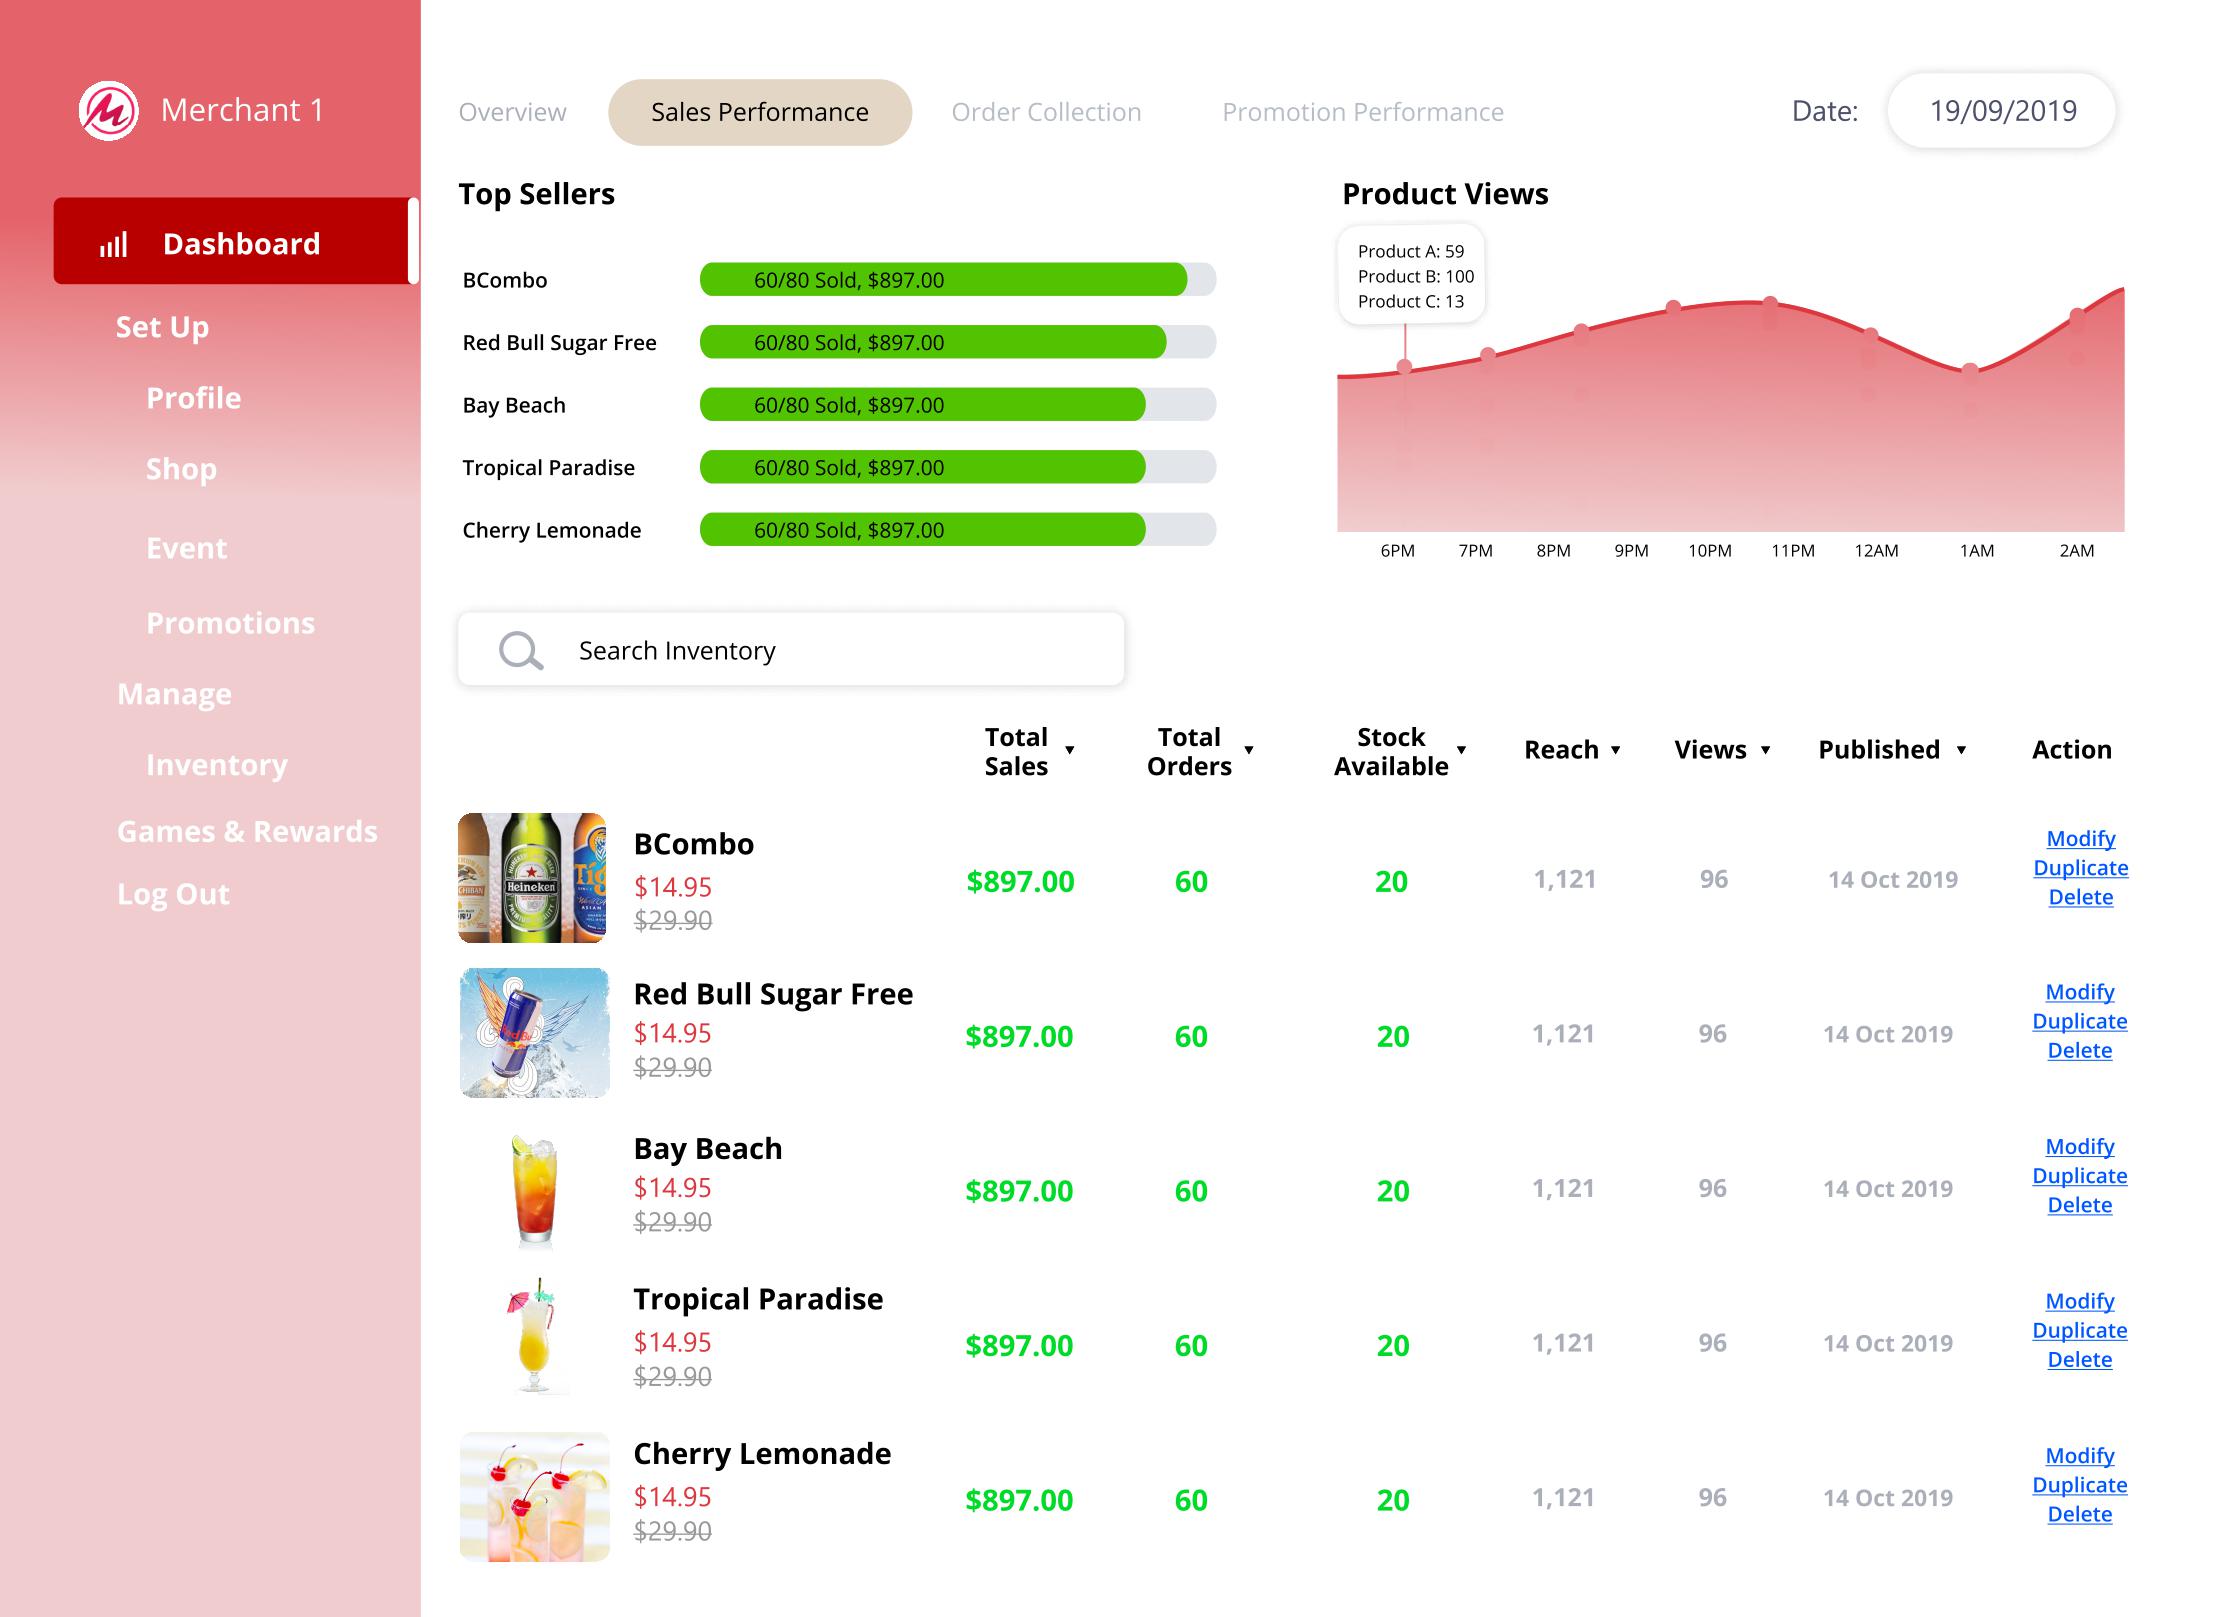 Merchant 1
Dashboard
Set Up
Profile
Shop
Event
Promotions
Manage
Inventory
Games & Rewards
Log Out
Overview
Sales Performance
Order Collection
Promotion Performance
Date:
19/09/2019
Top Sellers
BCombo
60/80 Sold, $897.00
Red Bull Sugar Free
60/80 Sold, $897.00
Bay Beach
60/80 Sold, $897.00
Tropical Paradise
60/80 Sold, $897.00
Cherry Lemonade
60/80 Sold, $897.00
Product Views
Product A: 59
Product B: 100
Product C: 13
6PM 7PM 8PM 9PM 10PM 11PM 12AM 1AM 2AM
Search Inventory
Total Sales
Total Orders
Stock Available
Reach
Views
Published
Action
Heineken
BCombo
$14.95
$29.90
$897.00 60 20 1,121 96 14 Oct 2019
Modify
Duplicate
Delete
Red Bull Sugar Free
$14.95
$29.90
$897.00 60 20 1,121 96 14 Oct 2019
Modify
Duplicate
Delete
Bay Beach
$14.95
$29.90
$897.00 60 20 1,121 96 14 Oct 2019
Modify
Duplicate
Delete
Tropical Paradise
$14.95
$29.90
$897.00 60 20 1,121 96 14 Oct 2019
Modify
Duplicate
Delete
Cherry Lemonade
$14.95
$29.90
$897.00 60 20 1,121 96 14 Oct 2019
Modify
Duplicate
Delete